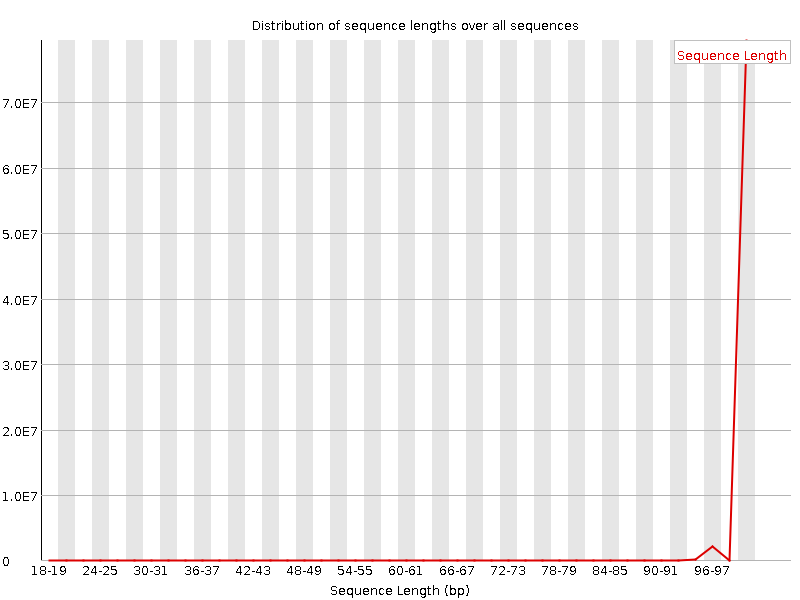 Distribution of sequence lengths over all sequences
Sequence Length
7.0E7
6.0E7
5.0E7
4.0E7
3.0E7
2.0E7
1.0E7
0
18-19 24-25 30-31 36-37 42-43 48-49 54-55 60-61 66-67 72-73 78-79 84-85 90-91 96-97
Sequence Length (bp)